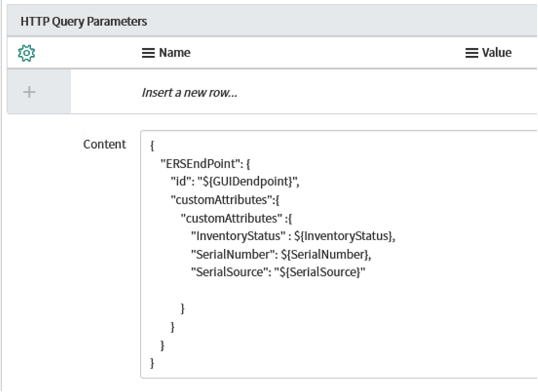 HTTP Query Parameters
Name Value
Insert a new row...
Content
{
"ERSEndPoint": {
"id": "${GUIDendpoint}",
"customAttributes":{
"customAttributes" :{
"InventoryStatus" : ${InventoryStatus},
"SerialNumber": ${SerialNumber},
"SerialSource": "${SerialSource}"
}
}
}
}